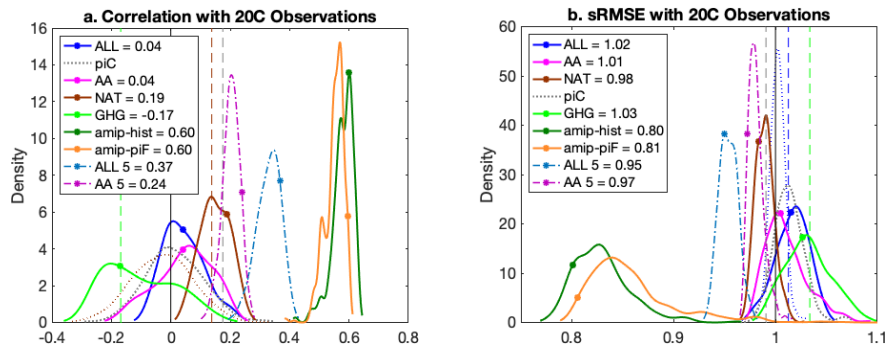 a. Correlation with 20C Observations
16
14
12
10
8
6
4
2
0
Density
ALL = 0.04
piC
AA = 0.04
NAT = 0.19
GHG = -0.17
amip-hist = 0.60
amip-piF = 0.60
ALL 5 = 0.37
AA 5 = 0.24
-0.4
-0.2
0
0.2
0.4
0.6
0.8
b. sRMSE with 20C Observations
60
50
40
30
20
10
0
Density
ALL = 1.02
AA = 1.01
NAT = 0.98
piC
GHG = 1.03
amip-hist = 0.80
amip-piF = 0.81
ALL 5 = 0.95
AA 5 = 0.97
0.8
0.9
1
1.1